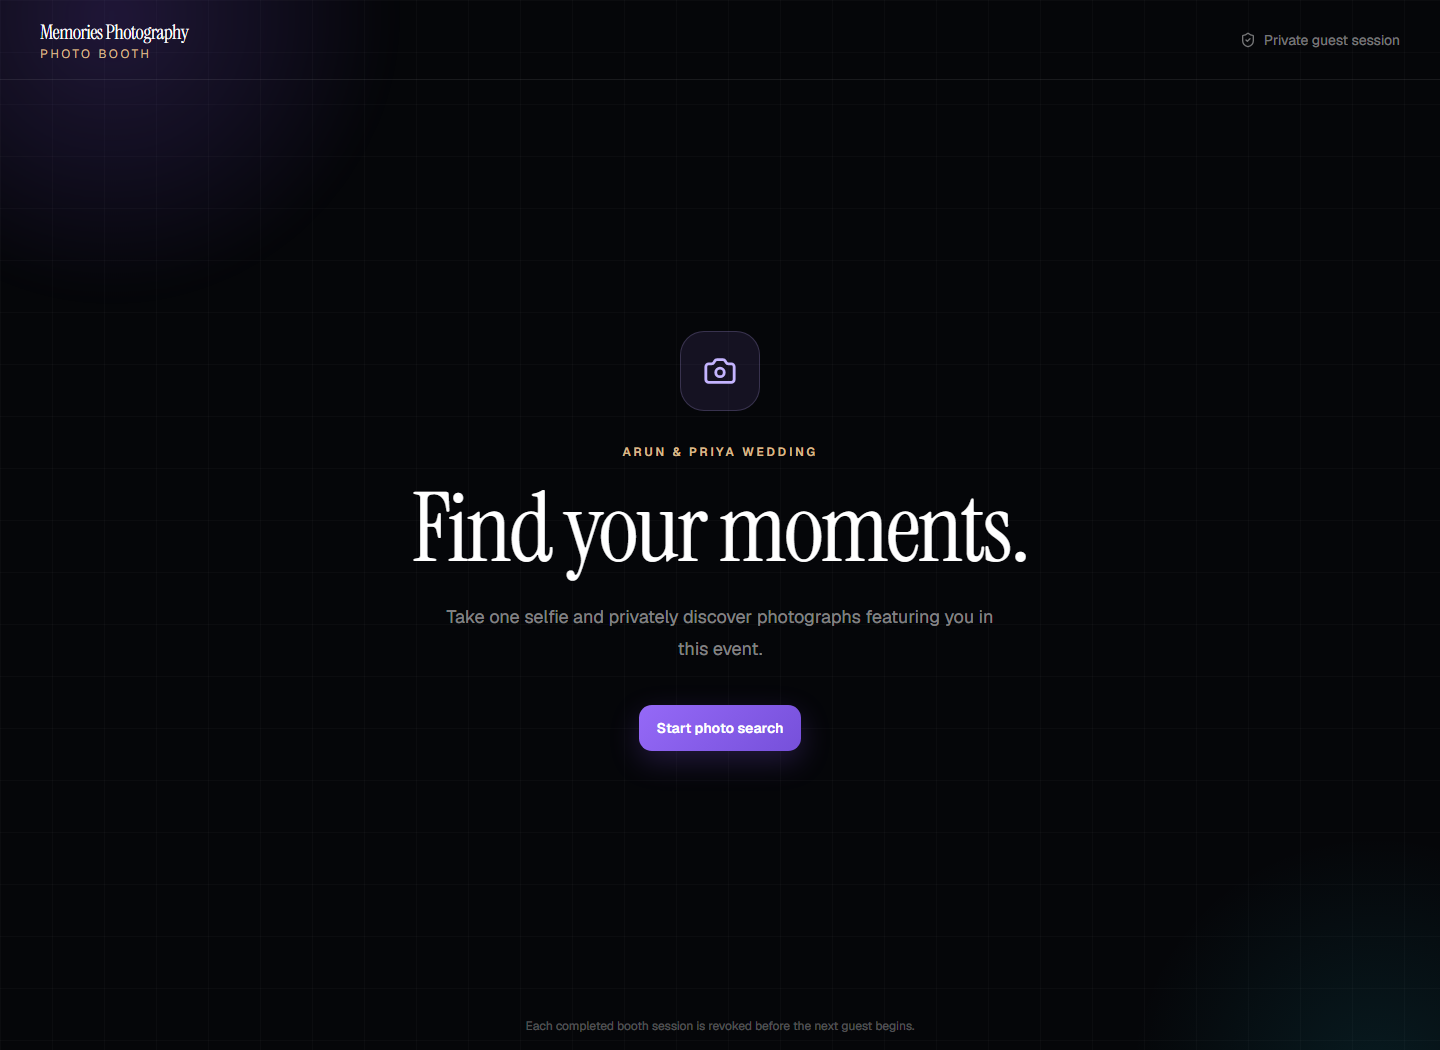 Memories Photography
PHOTO BOOTH
Private guest session
ARUN & PRIYA WEDDING
Find your moments.
Take one selfie and privately discover photographs featuring you in
this event.
Start photo search
Each completed booth session is revoked before the next guest begins.